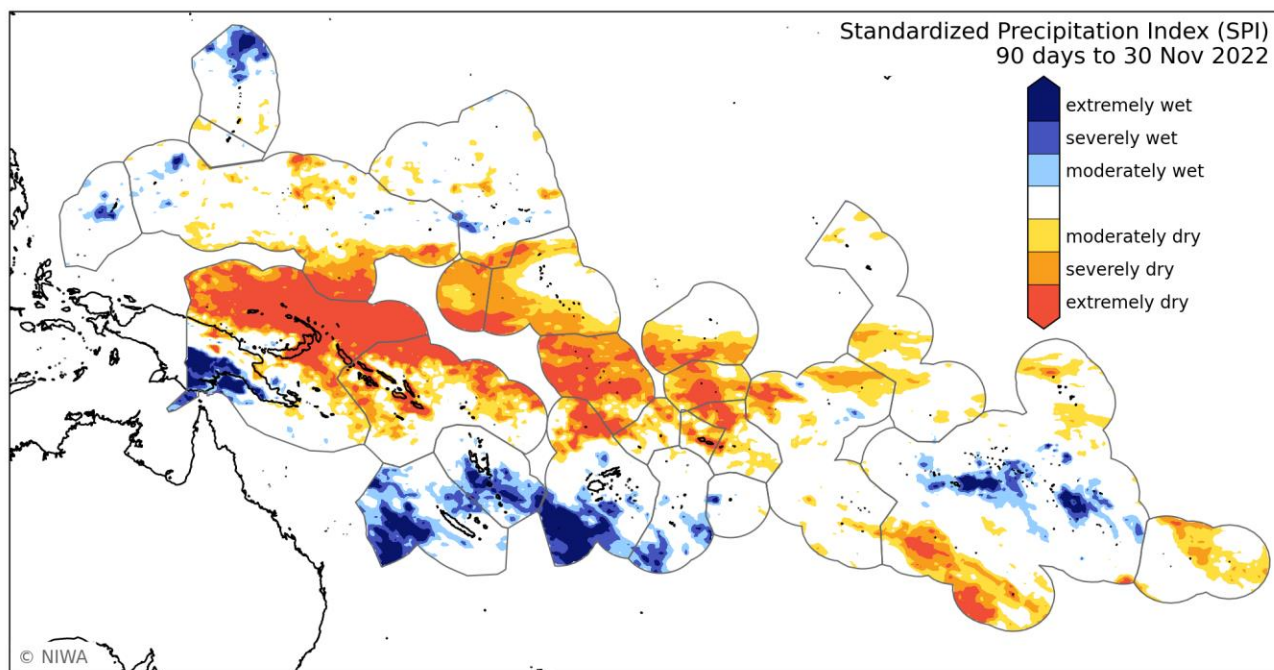 Standardized Precipitation Index (SPI)
90 days to 30 Nov 2022
extremely wet
severely wet
moderately wet
moderately dry
severely dry
extremely dry
© NIWA